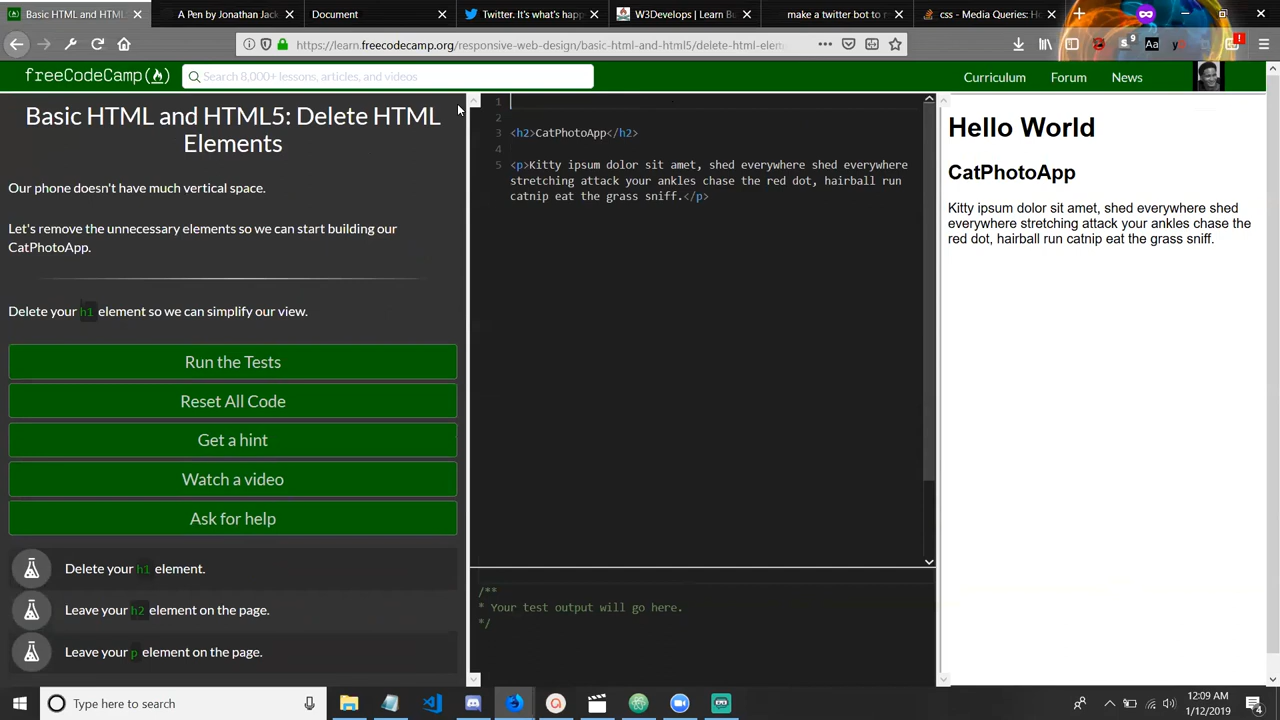 Basic HTML and HTML
A Pen by Jonathan Jack
Document
Twitter. It's what's happ
W3Develops | Learn Bu
make a twitter bot to r
css - Media Queries: H
https://learn.freecodecamp.org/responsive-web-design/basic-html-and-html5/delete-html-elem
freeCodeCamp
Search 8,000+ lessons, articles, and videos
Curriculum
Forum
News
Basic HTML and HTML5: Delete HTML
Elements
Our phone doesn't have much vertical space.
Let's remove the unnecessary elements so we can start building our
CatPhotoApp.
Delete your h1 element so we can simplify our view.
Run the Tests
Reset All Code
Get a hint
Watch a video
Ask for help
Delete your h1 element.
Leave your h2 element on the page.
Leave your p element on the page.
1
2
3 <h2>CatPhotoApp</h2>
4
5 <p>Kitty ipsum dolor sit amet, shed everywhere shed everywhere
stretching attack your ankles chase the red dot, hairball run
catnip eat the grass sniff.</p>
/**
* Your test output will go here.
*/
Hello World
CatPhotoApp
Kitty ipsum dolor sit amet, shed everywhere shed
everywhere stretching attack your ankles chase the
red dot, hairball run catnip eat the grass sniff.
Type here to search
12:09 AM
1/12/2019